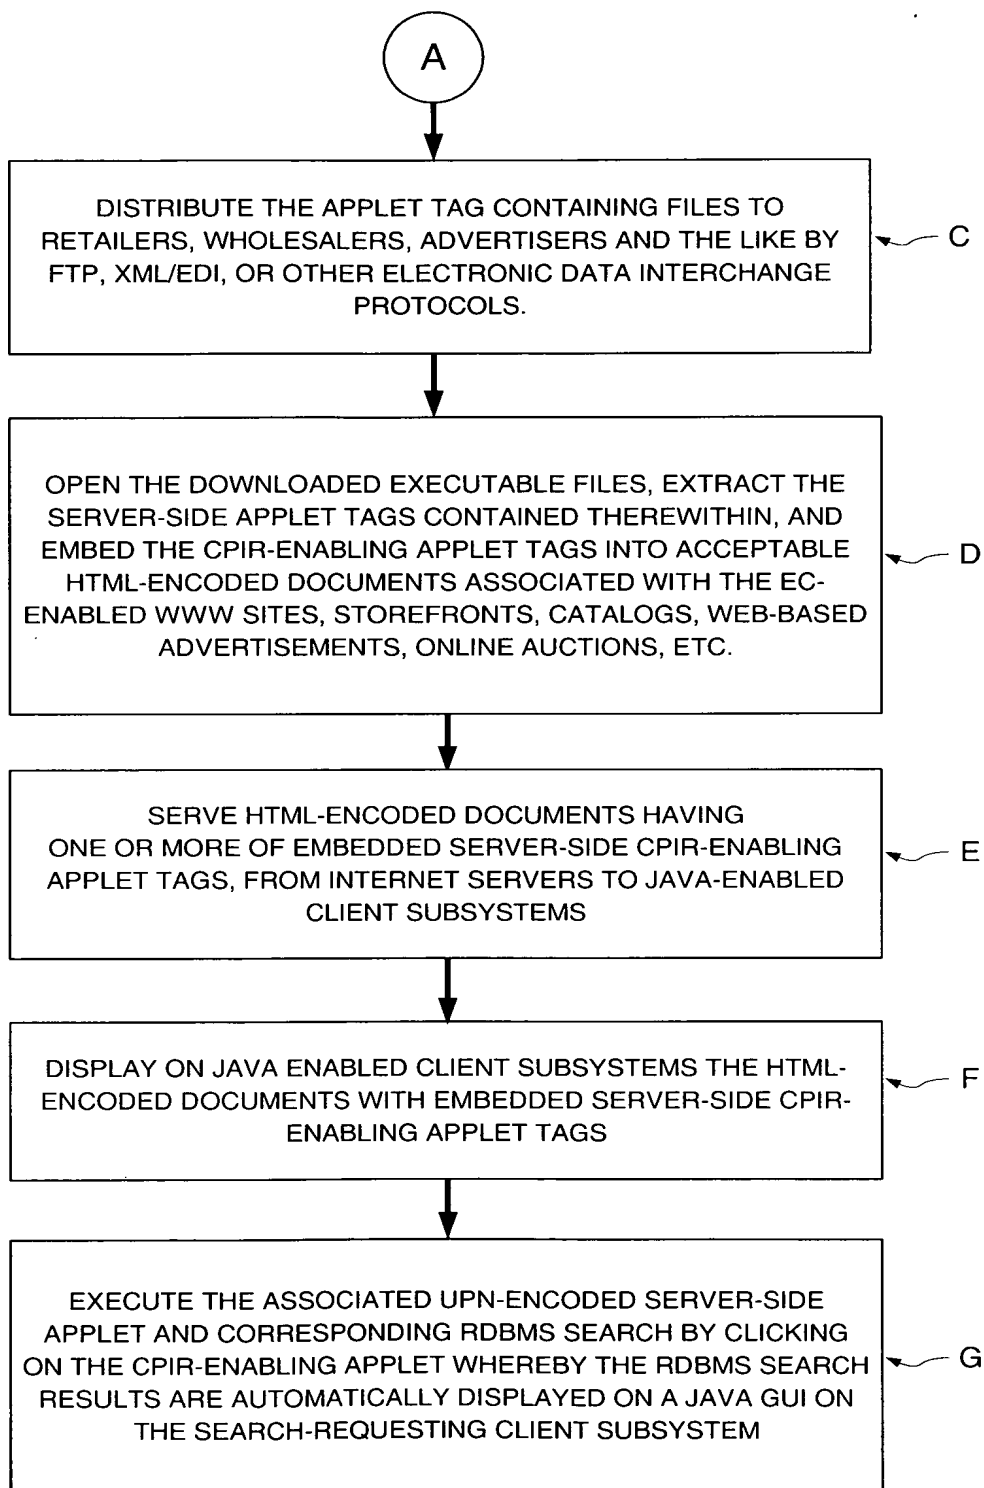 A
DISTRIBUTE THE APPLET TAG CONTAINING FILES TO
RETAILERS, WHOLESALERS, ADVERTISERS AND THE LIKE BY
FTP, XML/EDI, OR OTHER ELECTRONIC DATA INTERCHANGE
PROTOCOLS.
C
OPEN THE DOWNLOADED EXECUTABLE FILES, EXTRACT THE
SERVER-SIDE APPLET TAGS CONTAINED THEREWITHIN, AND
EMBED THE CPIR-ENABLING APPLET TAGS INTO ACCEPTABLE
HTML-ENCODED DOCUMENTS ASSOCIATED WITH THE EC-
ENABLED WWW SITES, STOREFRONTS, CATALOGS, WEB-BASED
ADVERTISEMENTS, ONLINE AUCTIONS, ETC.
D
SERVE HTML-ENCODED DOCUMENTS HAVING
ONE OR MORE OF EMBEDDED SERVER-SIDE CPIR-ENABLING
APPLET TAGS, FROM INTERNET SERVERS TO JAVA-ENABLED
CLIENT SUBSYSTEMS
E
DISPLAY ON JAVA ENABLED CLIENT SUBSYSTEMS THE HTML-
ENCODED DOCUMENTS WITH EMBEDDED SERVER-SIDE CPIR-
ENABLING APPLET TAGS
F
EXECUTE THE ASSOCIATED UPN-ENCODED SERVER-SIDE
APPLET AND CORRESPONDING RDBMS SEARCH BY CLICKING
ON THE CPIR-ENABLING APPLET WHEREBY THE RDBMS SEARCH
RESULTS ARE AUTOMATICALLY DISPLAYED ON A JAVA GUI ON
THE SEARCH-REQUESTING CLIENT SUBSYSTEM
G